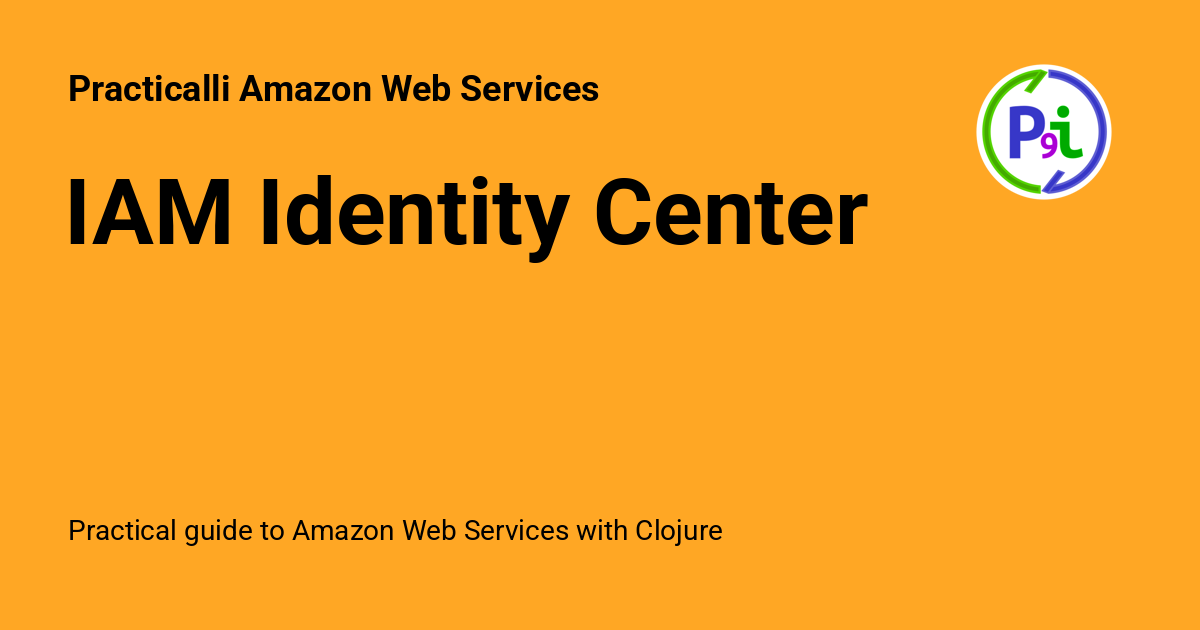 Practicalli Amazon Web Services
P9i
IAM Identity Center
Practical guide to Amazon Web Services with Clojure